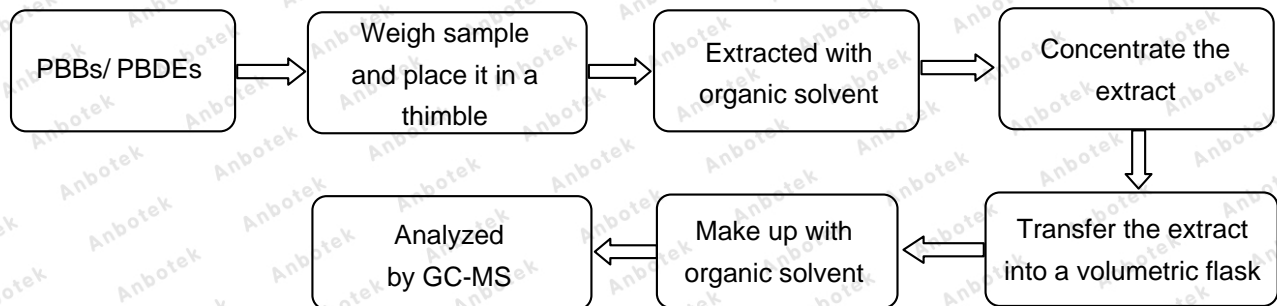 PBBs/ PBDEs
Weigh sample
and place it in a
thimble
Extracted with
organic solvent
Concentrate the
extract
Transfer the extract
into a volumetric flask
Make up with
organic solvent
Analyzed
by GC-MS
Anbotek